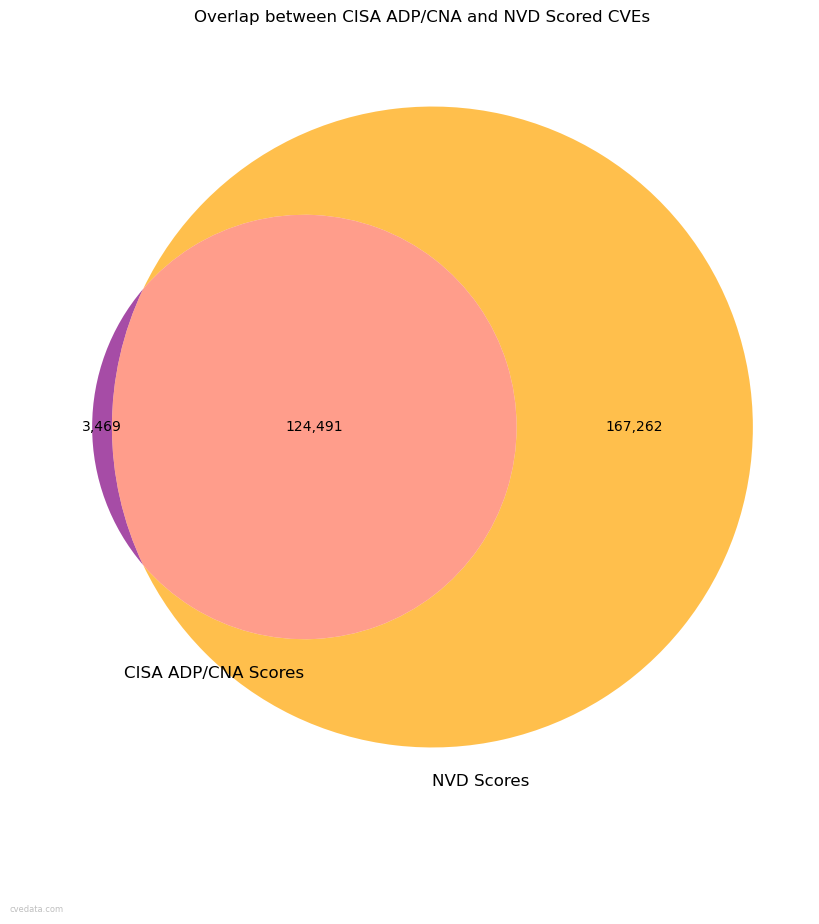 Overlap between CISA ADP/CNA and NVD Scored CVEs
3,469
124,491
167,262
CISA ADP/CNA Scores
NVD Scores
cvedata.com